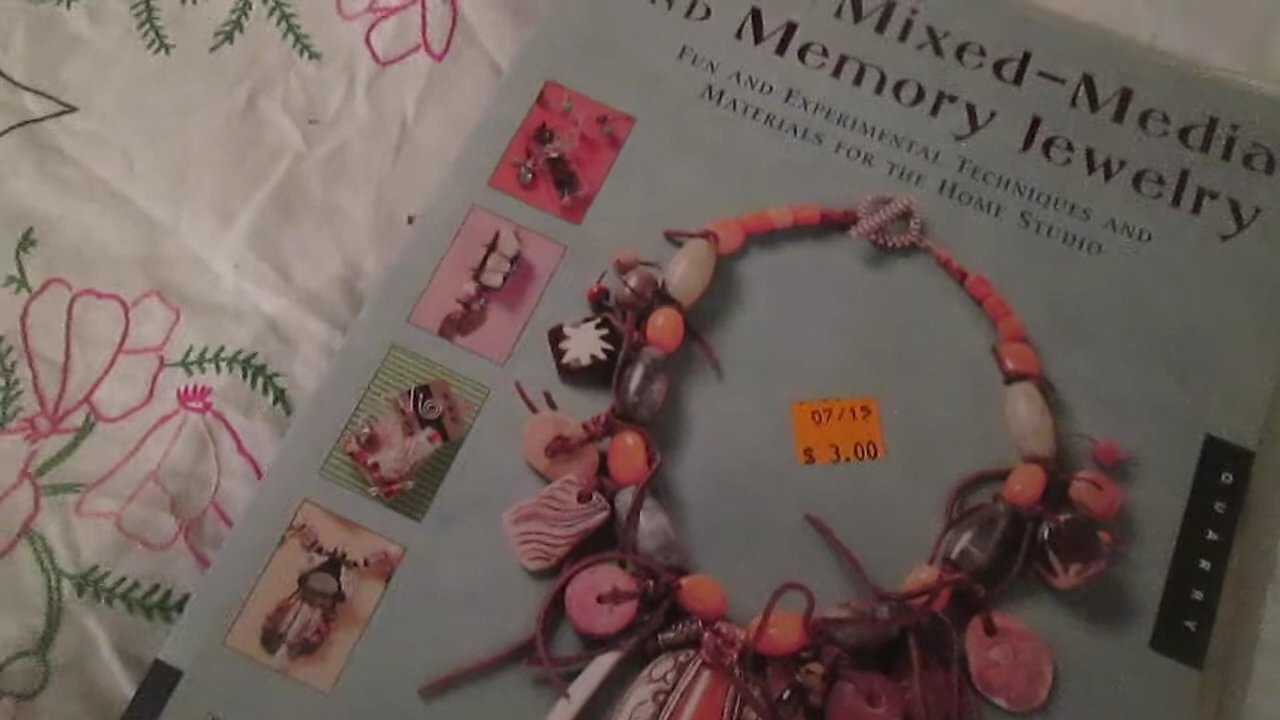 Mixed-Media
AND Memory Jewelry
FUN AND EXPERIMENTAL TECHNIQUES AND
MATERIALS FOR THE HOME STUDIO
07/15
$ 3.00
QUARRY